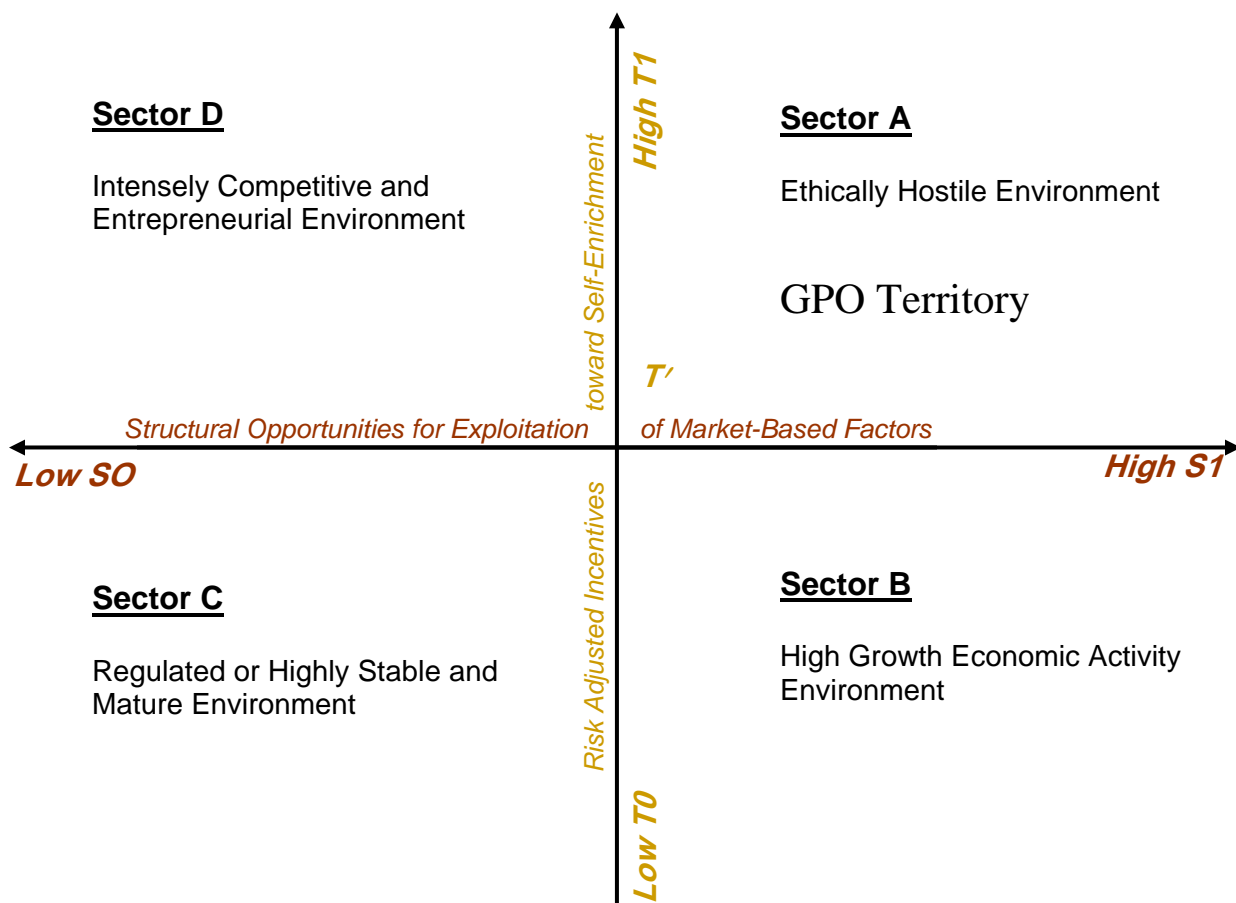 High T1
Sector D
Intensely Competitive and
Entrepreneurial Environment
Sector A
Ethically Hostile Environment
GPO Territory
T′
Risk Adjusted Incentives toward Self-Enrichment
Structural Opportunities for Exploitation of Market-Based Factors
Low SO
High S1
Sector C
Regulated or Highly Stable and
Mature Environment
Sector B
High Growth Economic Activity
Environment
Low T0